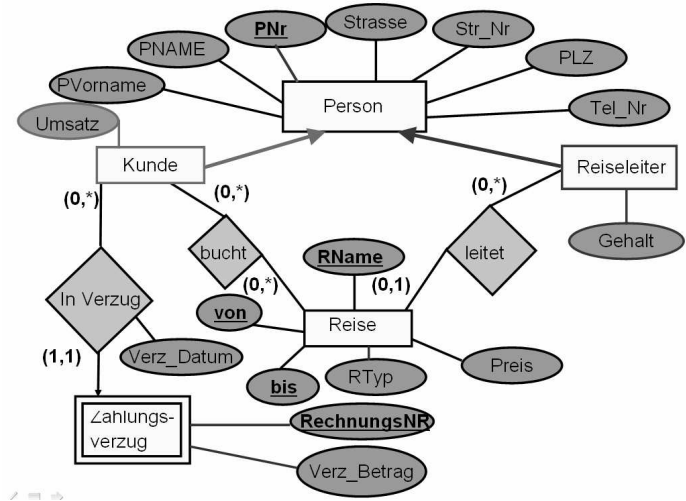 PNr
Strasse
Str_Nr
PNAME
PLZ
PVorname
Person
Tel_Nr
Umsatz
Kunde
Reiseleiter
(0,*)
(0,*)
(0,*)
bucht
leitet
Gehalt
RName
(0,*)
(0,1)
In Verzug
von
Reise
(1,1)
Verz_Datum
bis
RTyp
Preis
Zahlungs-
verzug
RechnungsNR
Verz_Betrag